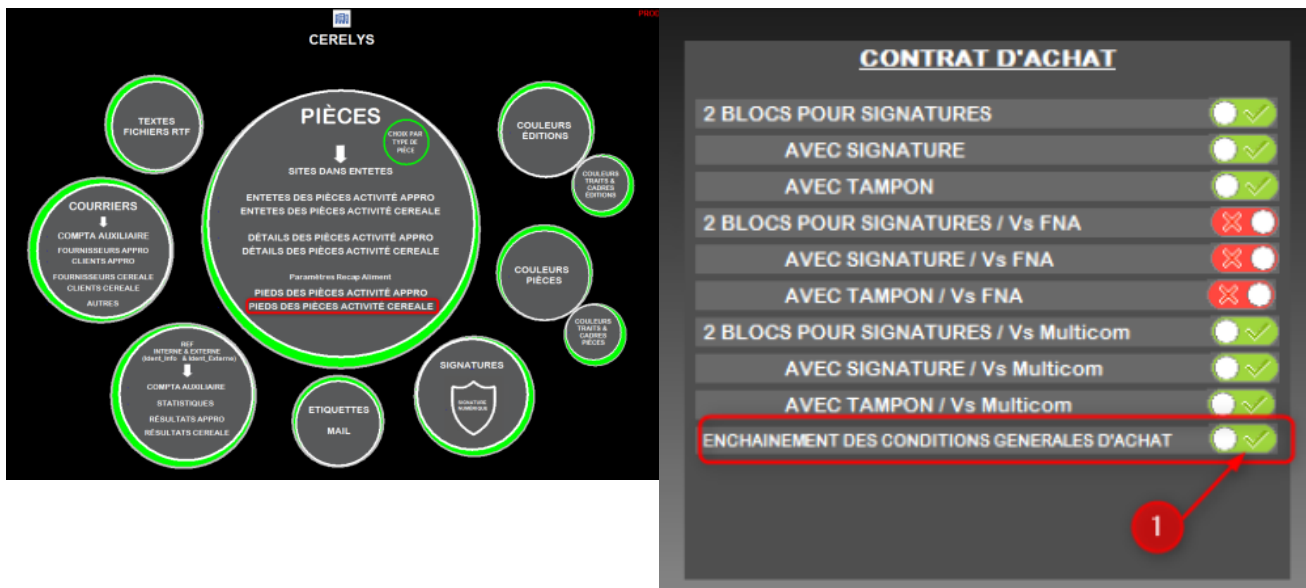 CERELYS
TEXTES
FICHIERS RTF
COURRIERS
COMPTA AUXILIAIRE
FOURNISSEURS APPRO
CLIENTS APPRO
FOURNISSEURS CEREALE
CLIENTS CEREALE
AUTRES
PIÈCES
CHOIX PAR
TYPE DE
PIÈCE
SITES DANS ENTETES
ENTETES DES PIÈCES ACTIVITÉ APPRO
ENTETES DES PIÈCES ACTIVITÉ CEREALE
DÉTAILS DES PIÈCES ACTIVITÉ APPRO
DÉTAILS DES PIÈCES ACTIVITÉ CEREALE
Paramètres Recap Aliment
PIEDS DES PIÈCES ACTIVITÉ APPRO
PIEDS DES PIÈCES ACTIVITÉ CEREALE
COULEURS
ÉDITIONS
COULEURS
TRAITS &
CADRES
ÉDITIONS
COULEURS
PIÈCES
COULEURS
TRAITS &
CADRES
PIÈCES
REF
INTERNE & EXTERNE
(Ident_Info & Ident_Externe)
COMPTA AUXILIAIRE
STATISTIQUES
RÉSULTATS APPRO
RÉSULTATS CEREALE
ETIQUETTES
MAIL
SIGNATURES
SIGNATURE
NUMÉRIQUE
CONTRAT D'ACHAT
2 BLOCS POUR SIGNATURES
AVEC SIGNATURE
AVEC TAMPON
2 BLOCS POUR SIGNATURES / Vs FNA
AVEC SIGNATURE / Vs FNA
AVEC TAMPON / Vs FNA
2 BLOCS POUR SIGNATURES / Vs Multicom
AVEC SIGNATURE / Vs Multicom
AVEC TAMPON / Vs Multicom
ENCHAINEMENT DES CONDITIONS GENERALES D'ACHAT
1